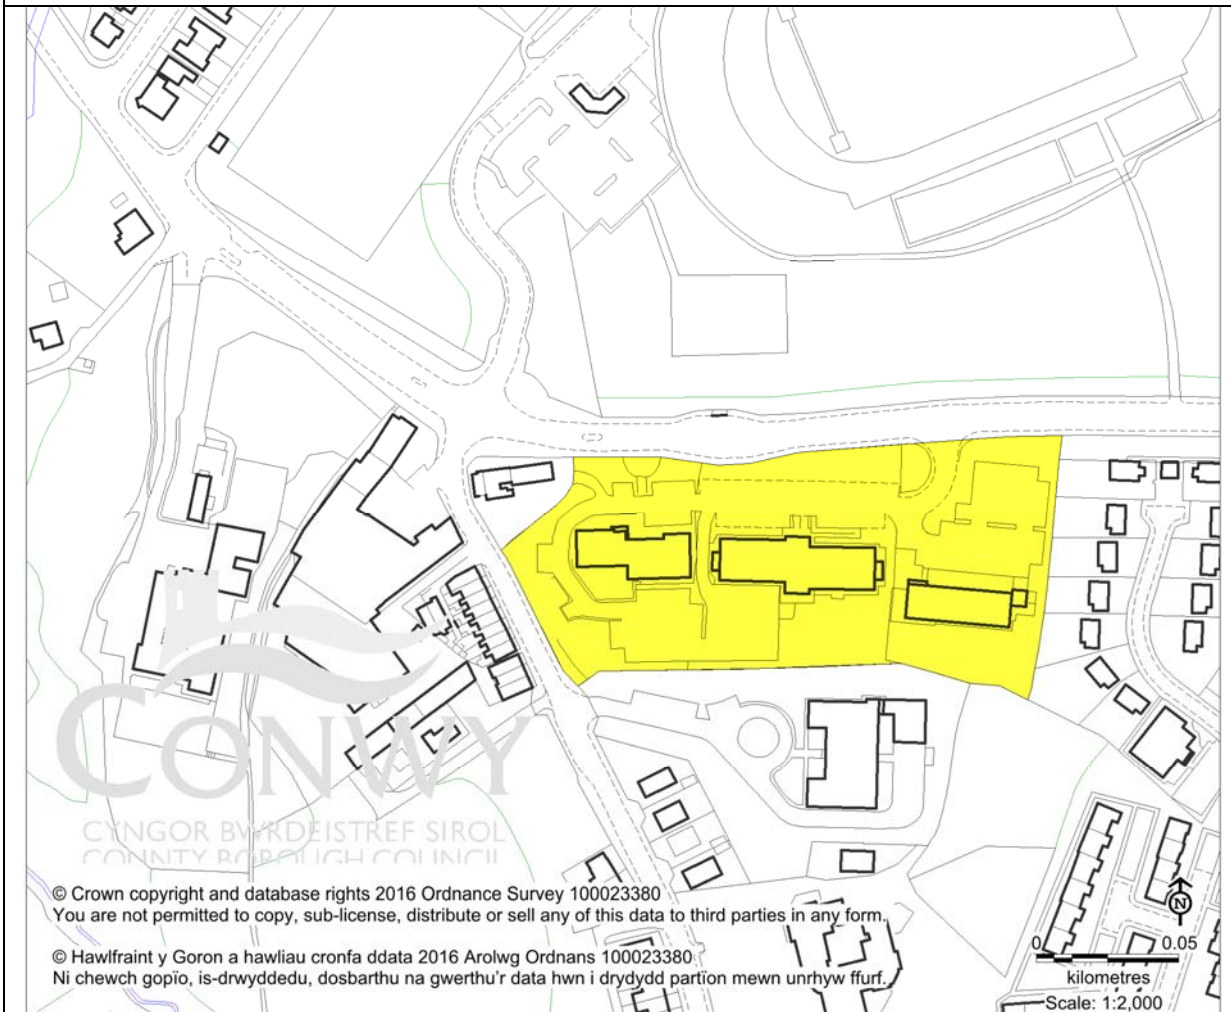 CONWY
CYNGOR BWRDEISTREF SIROL
COUNTY BOROUGH COUNCIL
© Crown copyright and database rights 2016 Ordnance Survey 100023380
You are not permitted to copy, sub-license, distribute or sell any of this data to third parties in any form.
© Hawlfraint y Goron a hawliau cronfa ddata 2016 Arolwg Ordnans 100023380
Ni chewch gopïo, is-drwyddedu, dosbarthu na gwerthu'r data hwn i drydydd partïon mewn unrhyw ffurf.
N
0 0.05
kilometres
Scale: 1:2,000